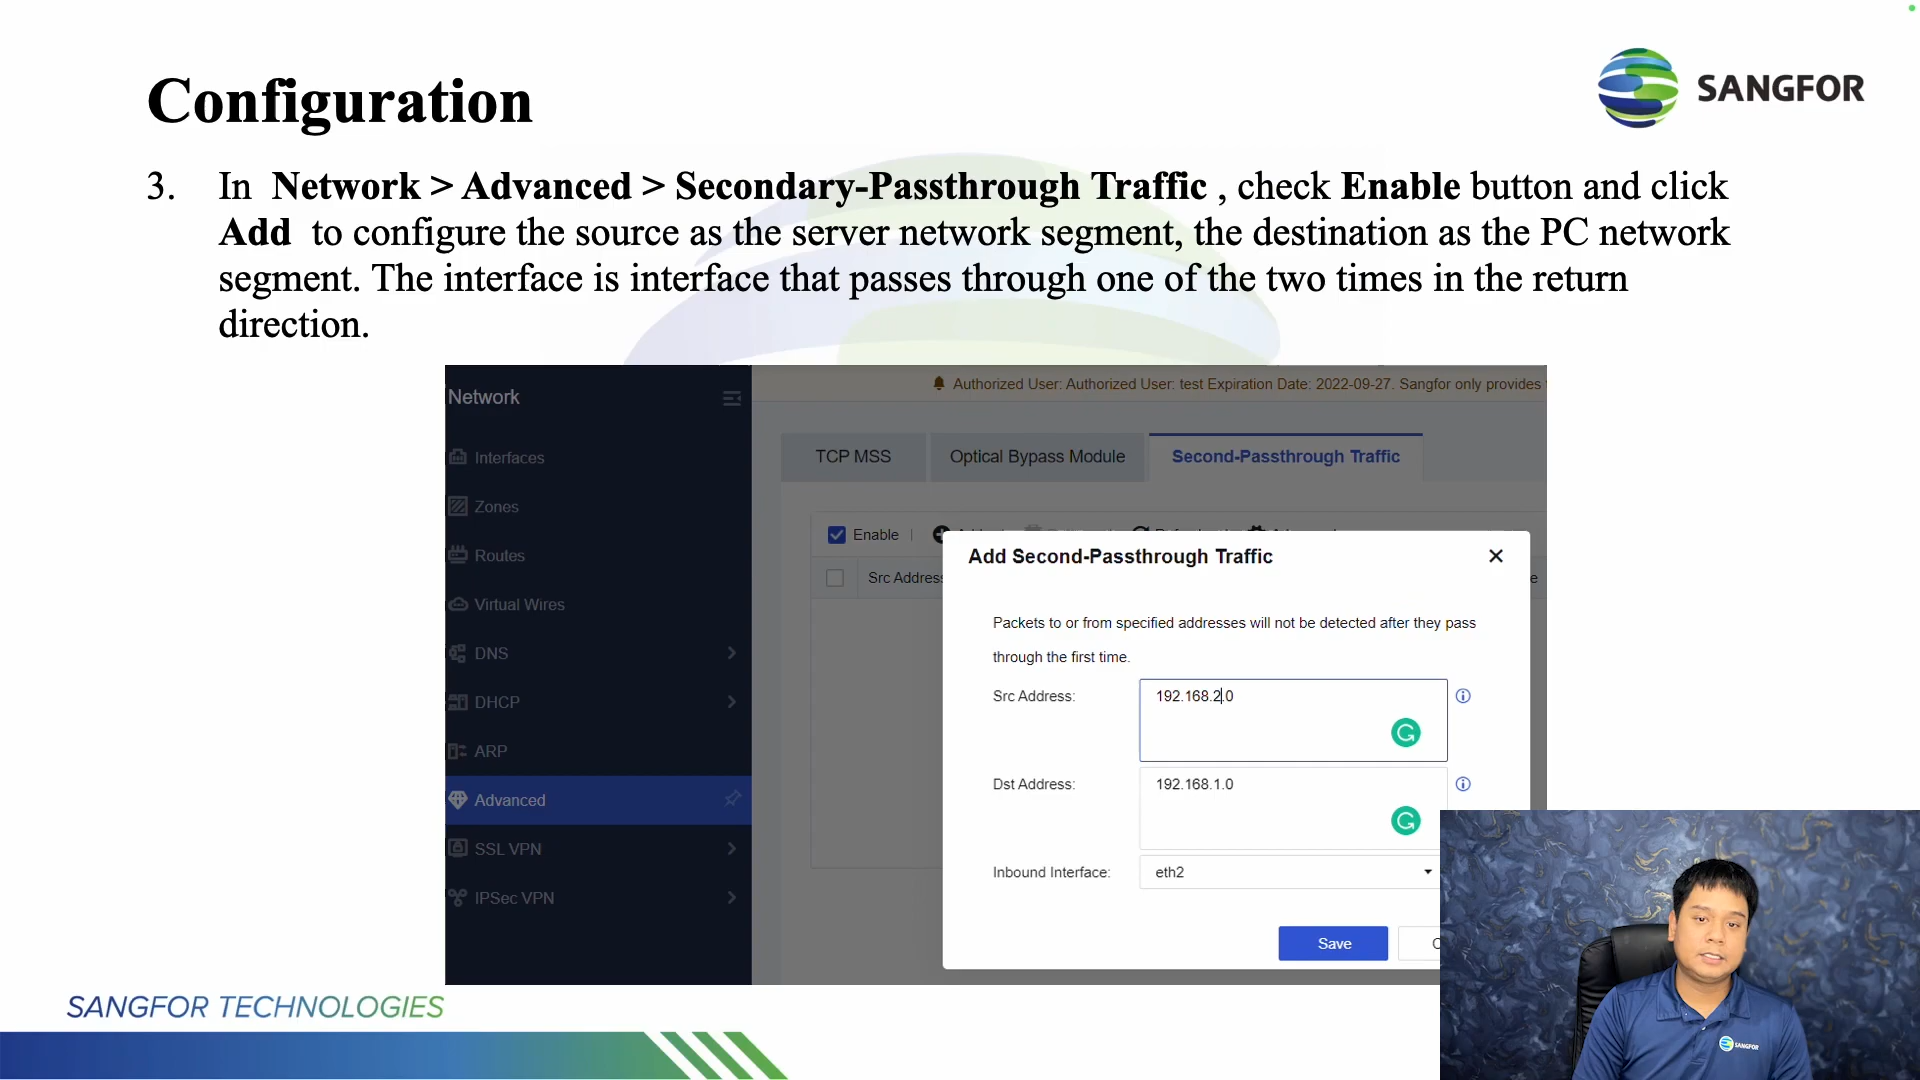 Configuration
SANGFOR
3. In Network > Advanced > Secondary-Passthrough Traffic , check Enable button and click
Add to configure the source as the server network segment, the destination as the PC network
segment. The interface is interface that passes through one of the two times in the return
direction.
Network
Authorized User: Authorized User: test Expiration Date: 2022-09-27. Sangfor only provides
Interfaces
Zones
Routes
Virtual Wires
DNS
DHCP
ARP
Advanced
SSL VPN
IPSec VPN
TCP MSS
Optical Bypass Module
Second-Passthrough Traffic
Enable
Src Address
Add Second-Passthrough Traffic
Packets to or from specified addresses will not be detected after they pass
through the first time.
Src Address:
192.168.2.0
Dst Address:
192.168.1.0
Inbound Interface:
eth2
Save
SANGFOR TECHNOLOGIES
SANGFOR